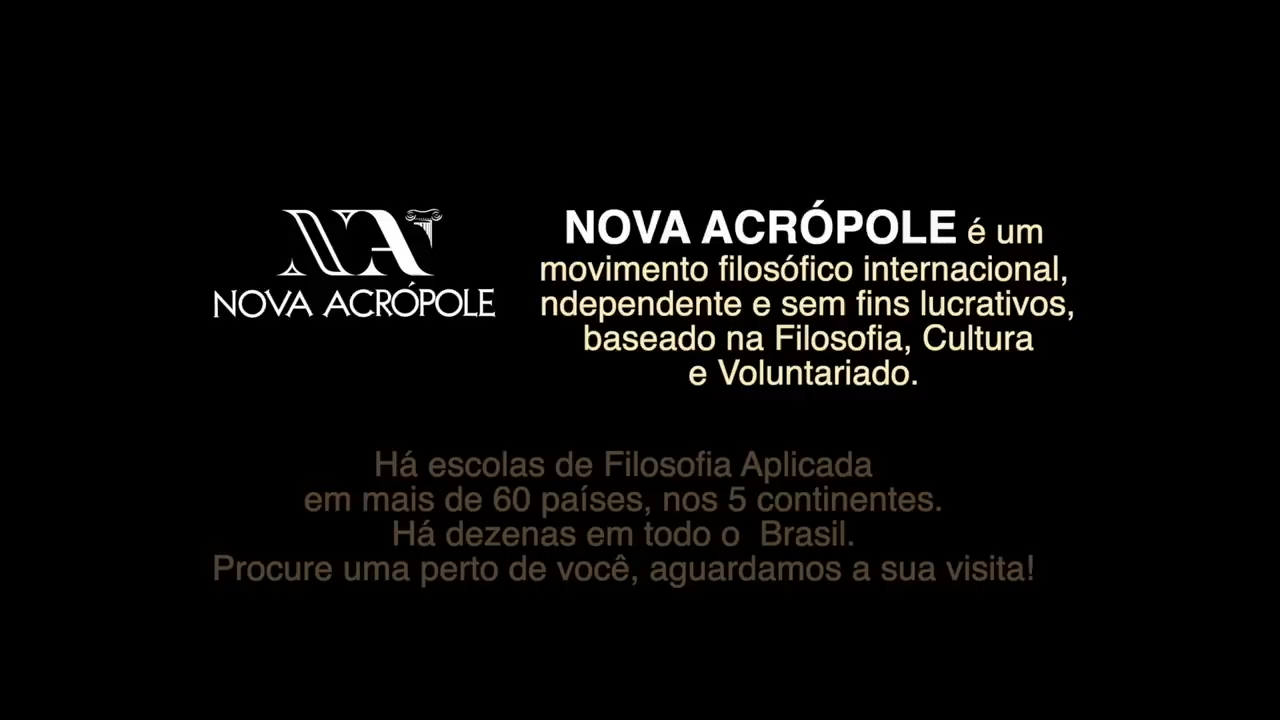 NOVA ACRÓPOLE
NOVA ACRÓPOLE é um
movimento filosófico internacional,
ndependente e sem fins lucrativos,
baseado na Filosofia, Cultura
e Voluntariado.
Há escolas de Filosofia Aplicada
em mais de 60 países, nos 5 continentes.
Há dezenas em todo o Brasil.
Procure uma perto de você, aguardamos a sua visita!